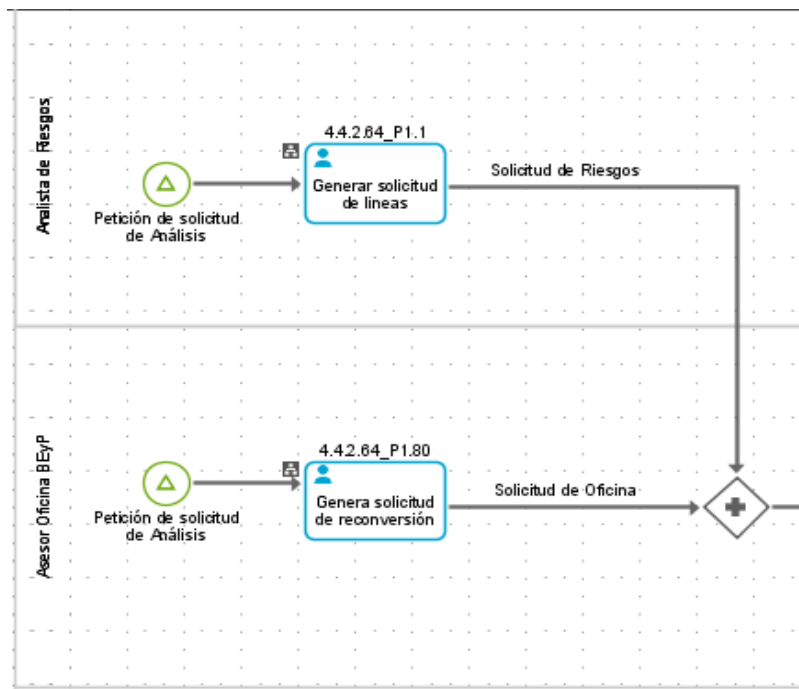 Analista de Riesgos
4.4.2.64_P1.1
Generar solicitud
de lineas
Solicitud de Riesgos
Petición de solicitud
de Análisis
Asesor Oficina BEyP
4.4.2.64_P1.80
Genera solicitud
de reconversión
Solicitud de Oficina
Petición de solicitud
de Análisis